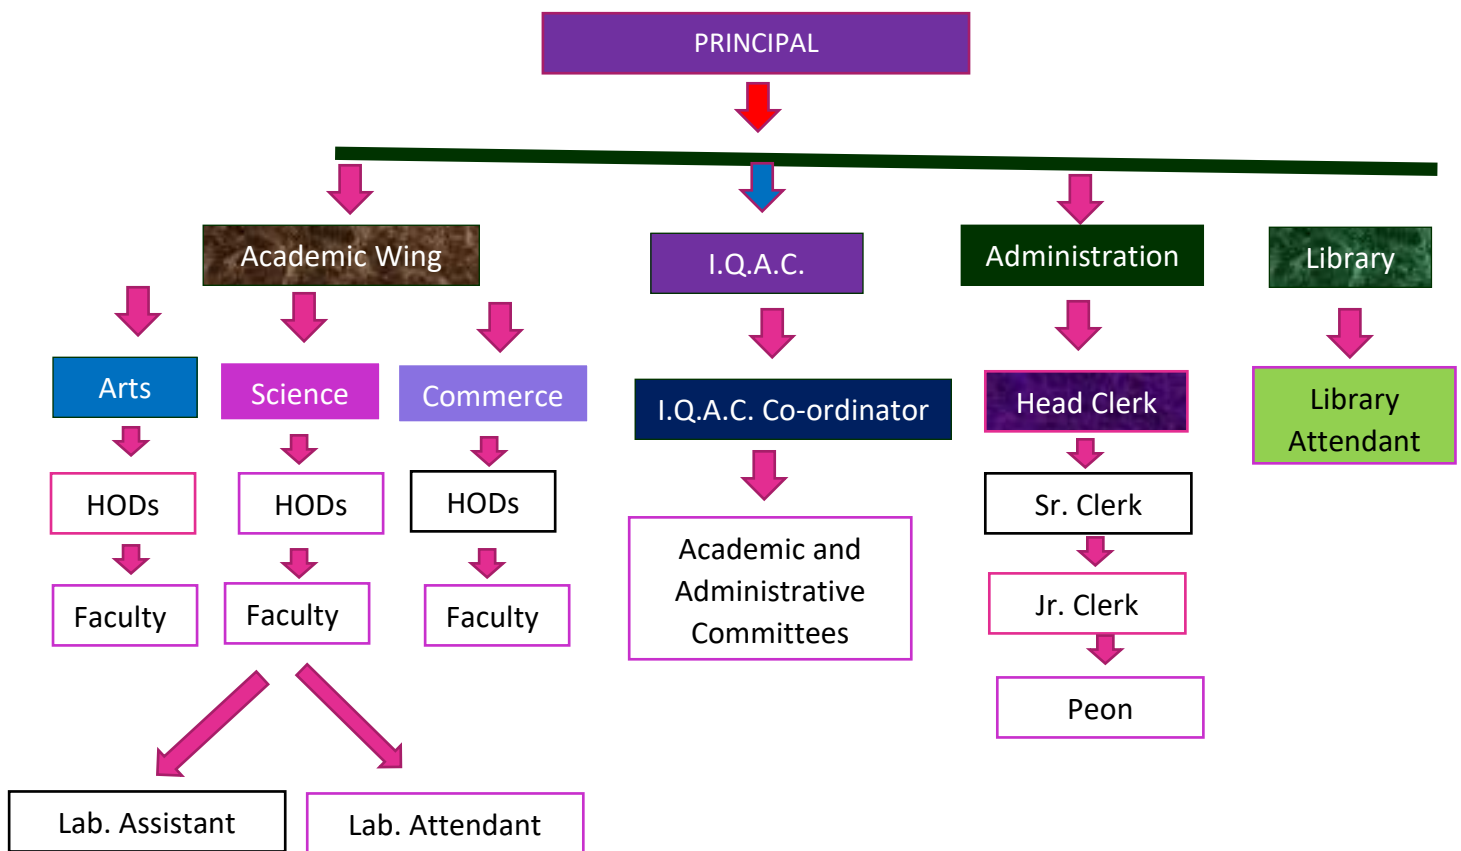 PRINCIPAL
Academic Wing
I.Q.A.C.
Administration
Library
Arts
Science
Commerce
I.Q.A.C. Co-ordinator
Head Clerk
Library
Attendant
HODs
HODs
HODs
Sr. Clerk
Academic and
Administrative
Committees
Faculty
Faculty
Faculty
Jr. Clerk
Peon
Lab. Assistant
Lab. Attendant